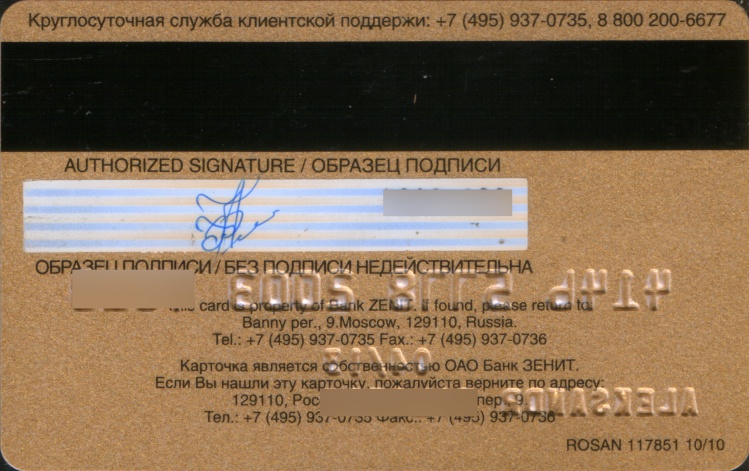 Круглосуточная служба клиентской поддержи: +7 (495) 937-0735, 8 800 200-6677
AUTHORIZED SIGNATURE / ОБРАЗЕЦ ПОДПИСИ
ОБРАЗЕЦ ПОДПИСИ / БЕЗ ПОДПИСИ НЕДЕЙСТВИТЕЛЬНА
card is property of Bank ZENIT. If found, please return to:
Banny per., 9.Moscow, 129110, Russia.
Tel.: +7 (495) 937-0735 Fax.: +7 (495) 937-0736
Карточка является собственностью ОАО Банк ЗЕНИТ.
Если Вы нашли эту карточку, пожалуйста верните по адресу:
129110,
Тел.: +7 (495) 937-0735 Факс.: +7 (495) 937-0736
ALEKSANDR
ROSAN 117851 10/10